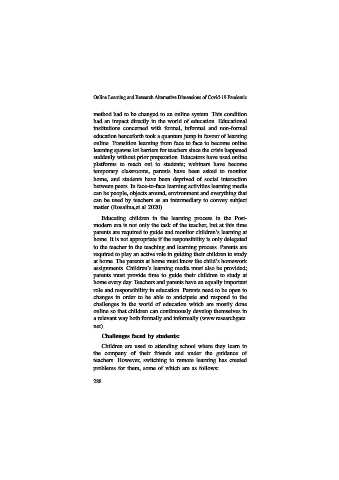 Online Learning and Research Alternative Dimensions of Covid-19 Pandemic
method had to be changed to an online system. This condition
had an impact directly in the world of education. Educational
institutions concerned with formal, informal and non-formal
education henceforth took a quantum jump in favour of learning
online. Transition learning from face to face to become online
learning spawns lot barriers for teachers since the crisis happened
suddenly without prior preparation. Educators have used online
platforms to reach out to students; webinars have become
temporary classrooms, parents have been asked to monitor
home, and students have been deprived of social interaction
between peers. In face-to-face learning activities learning media
can be people, objects around, environment and everything that
can be used by teachers as an intermediary to convey subject
matter (Rosalina,et al 2020).
Educating children in the learning process in the Post-
modern era is not only the task of the teacher, but at this time
parents are required to guide and monitor children's learning at
home. It is not appropriate if the responsibility is only delegated
to the teacher in the teaching and learning process. Parents are
required to play an active role in guiding their children to study
at home. The parents at home must know the child's homework
assignments. Children's learning media must also be provided;
parents must provide time to guide their children to study at
home every day. Teachers and parents have an equally important
role and responsibility in education. Parents need to be open to
changes in order to be able to anticipate and respond to the
challenges in the world of education which are mostly done
online so that children can continuously develop themselves in
a relevant way both formally and informally (www.researchgate.
net)
Challenges faced by students:
Children are used to attending school where they learn in
the company of their friends and under the guidance of
teachers. However, switching to remote learning has created
problems for them, some of which are as follows: